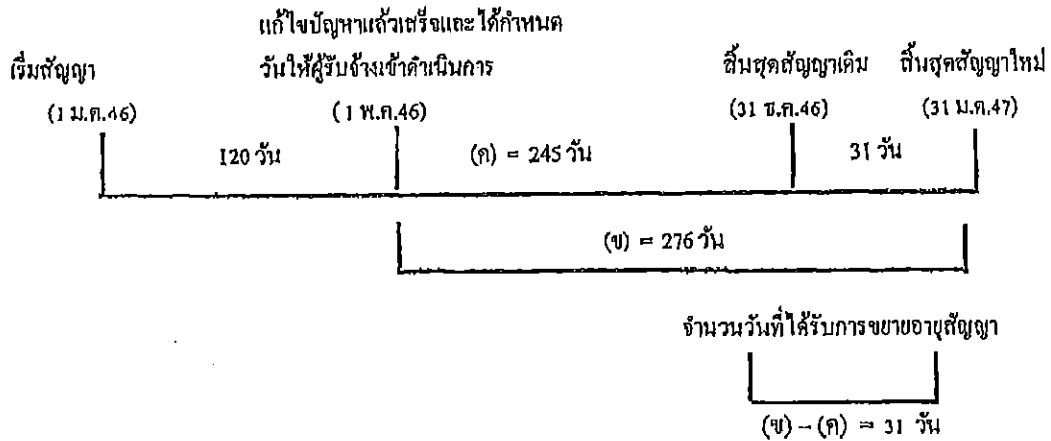 แก้ไขปัญหาแล้วเสร็จและได้กำหนด
เริ่มสัญญา วันให้ผู้รับจ้างเข้าดำเนินการ สิ้นสุดสัญญาเดิม สิ้นสุดสัญญาใหม่
(1 ม.ค.46) (1 พ.ค.46) (31 ธ.ค.46) (31 ม.ค.47)
120 วัน (ค) = 245 วัน 31 วัน
(ข) = 276 วัน
จำนวนวันที่ได้รับการขยายอายุสัญญา
(ข) – (ค) = 31 วัน